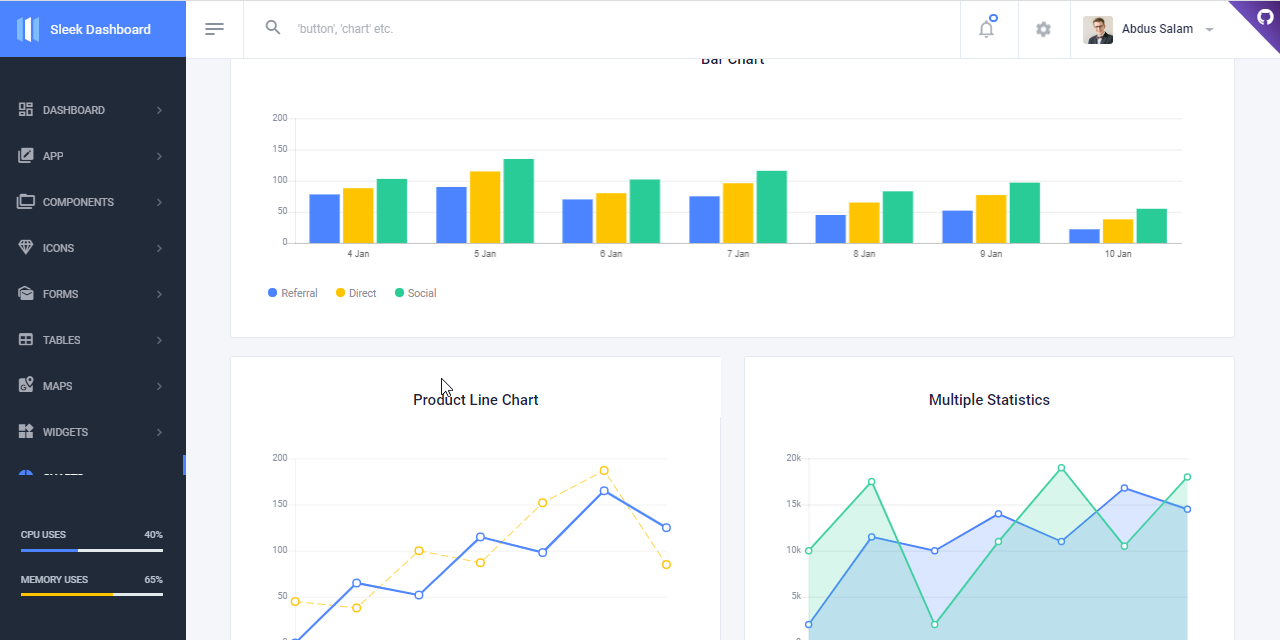 Sleek Dashboard
'button', 'chart' etc.
Abdus Salam
DASHBOARD
APP
COMPONENTS
ICONS
FORMS
TABLES
MAPS
WIDGETS
CHARTS
CPU USES 40%
MEMORY USES 65%
Bar Chart
200
150
100
50
0
4 Jan 5 Jan 6 Jan 7 Jan 8 Jan 9 Jan 10 Jan
Referral Direct Social
Product Line Chart
200
150
100
50
0
Multiple Statistics
20k
15k
10k
5k
0